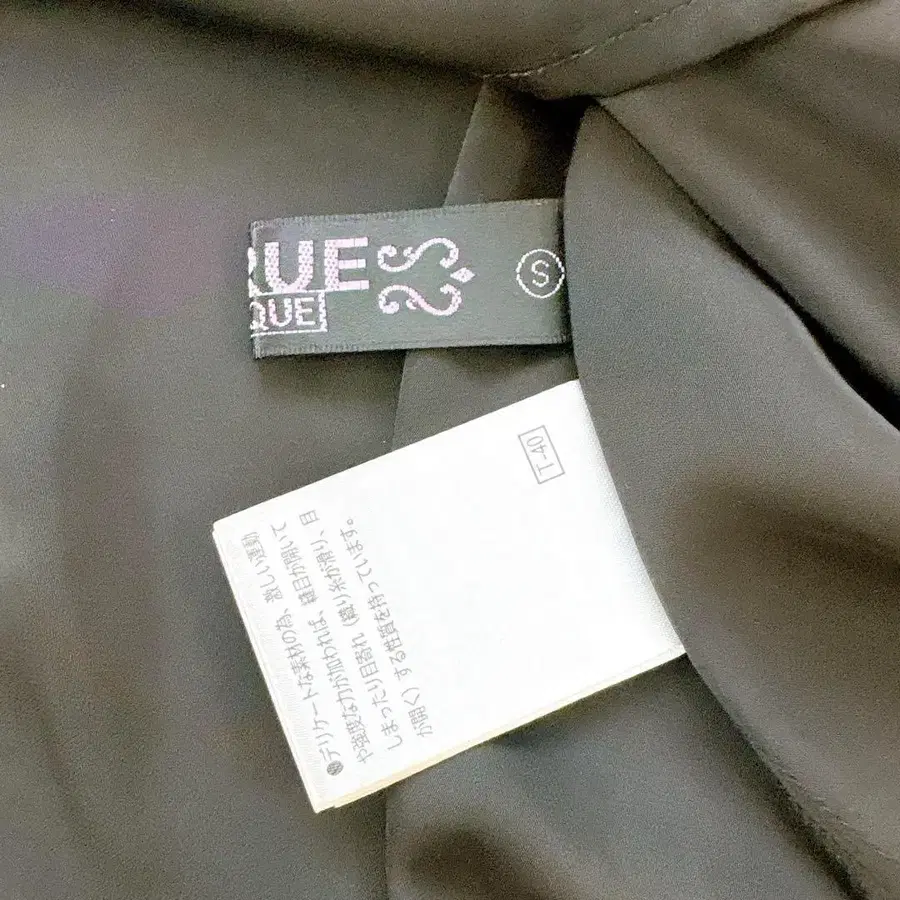 QUE
QUE
S
T-40
●デリケートな素材の為、激しい運動
や強度な力が加われば、縫目が開いて
しまったり目寄れ（織り糸が滑り、目
が開く）する性質を持っています。